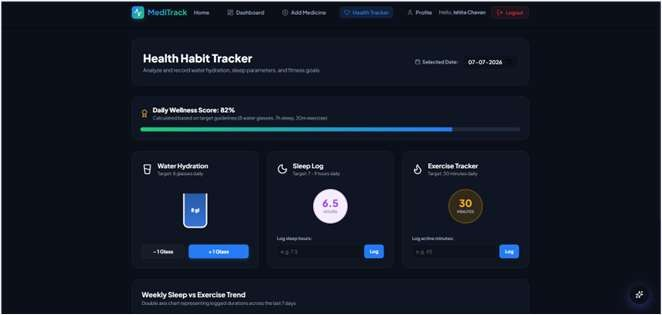 MediTrack
Home
Dashboard
Add Medicine
Health Tracker
Profile
Hello, Ishita Chavan
Logout
Health Habit Tracker
Analyze and record water hydration, sleep parameters, and fitness goals
Selected Date:
07-07-2026
Daily Wellness Score: 82%
Calculated based on target guidelines (8 water glasses, 7h sleep, 30m exercise)
Water Hydration
Target: 8 glasses daily
8 gl
- 1 Glass
+ 1 Glass
Sleep Log
Target: 7 - 9 hours daily
6.5
HOURS
Log sleep hours:
e.g. 7.5
Log
Exercise Tracker
Target: 30 minutes daily
30
MINUTES
Log active minutes:
e.g. 45
Log
Weekly Sleep vs Exercise Trend
Double axis chart representing logged durations across the last 7 days